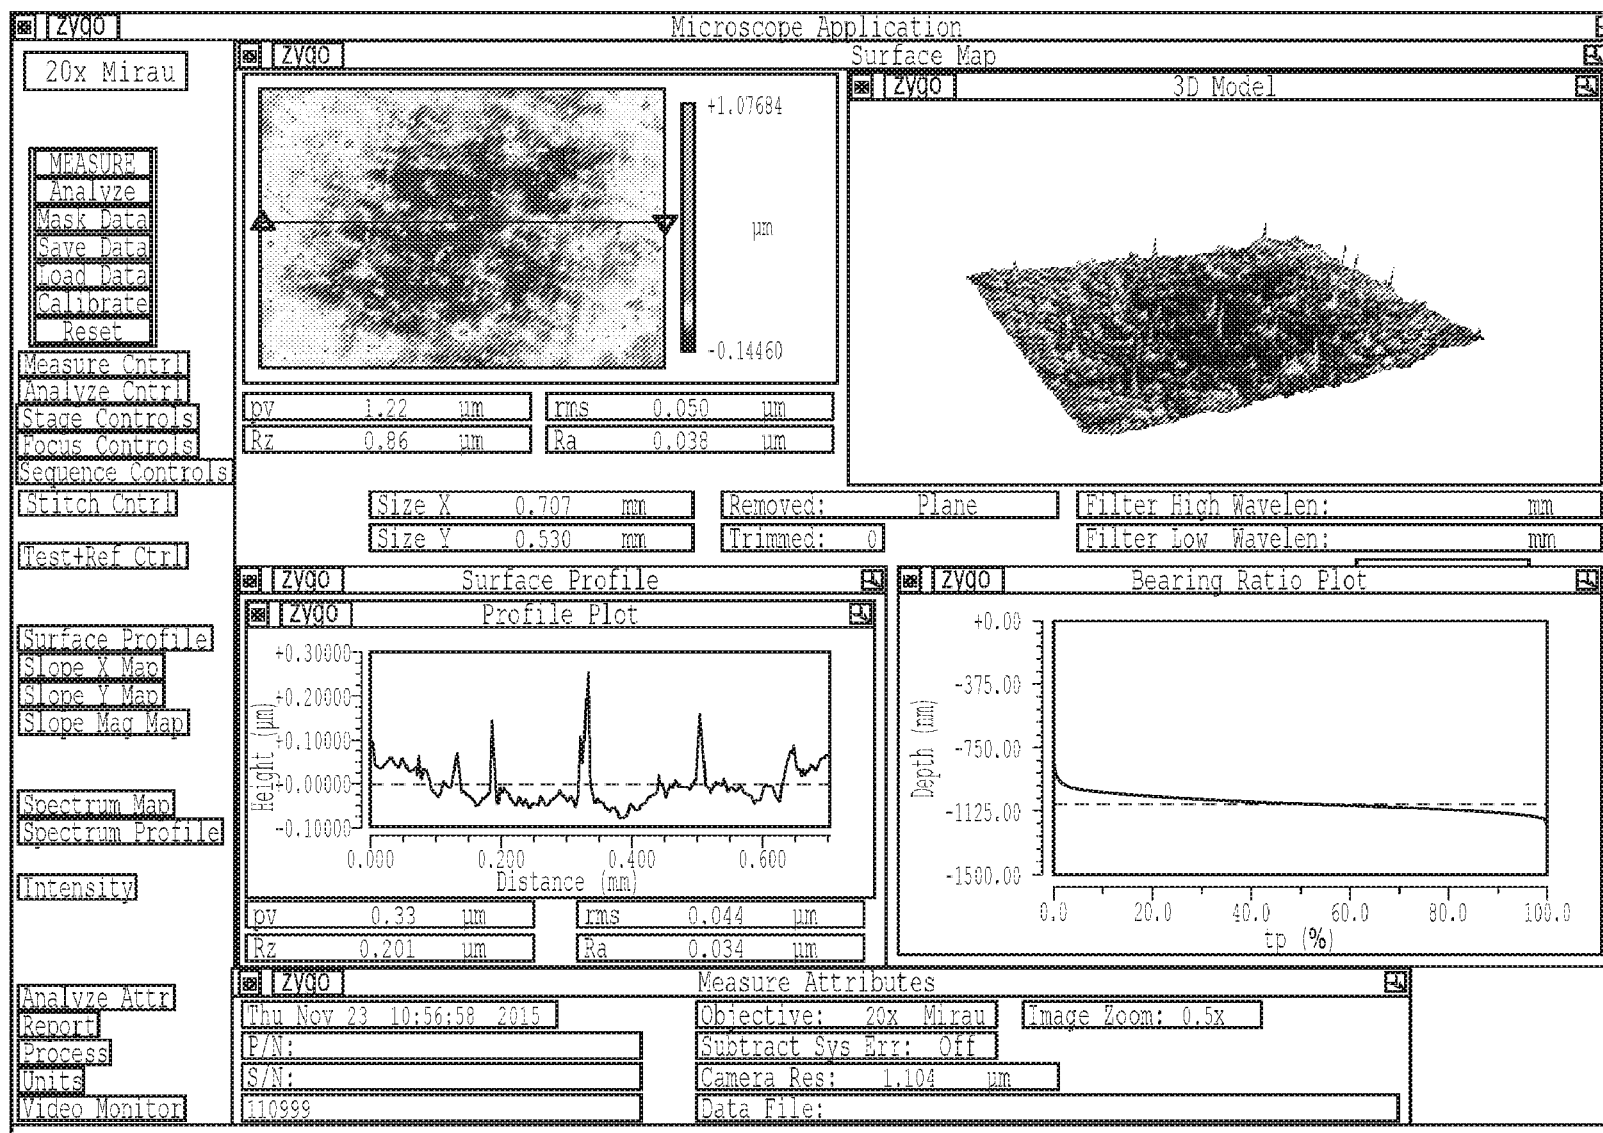 zygo Microscope Application
20x Mirau
MEASURE
Analyze
Mask Data
Save Data
Load Data
Calibrate
Reset
Measure Cntrl
Analyze Cntrl
Stage Controls
Focus Controls
Sequence Controls
Stitch Cntrl
Test+Ref Ctrl
Surface Profile
Slope X Map
Slope Y Map
Slope Mag Map
Spectrum Map
Spectrum Profile
Intensity
Analyze Attr
Report
Process
Units
Video Monitor
zygo Surface Map
+1.07684
µm
-0.14460
pv 1.22 µm
rms 0.050 µm
Rz 0.86 µm
Ra 0.038 µm
zygo 3D Model
Size X 0.707 mm
Removed: Plane
Filter High Wavelen: mm
Size Y 0.530 mm
Trimmed: 0
Filter Low Wavelen: mm
zygo Surface Profile
zygo Profile Plot
+0.30000
+0.20000
+0.10000
+0.00000
-0.10000
Height (µm)
0.000 0.200 0.400 0.600
Distance (mm)
pv 0.33 µm
rms 0.044 µm
Rz 0.201 µm
Ra 0.034 µm
zygo Bearing Ratio Plot
+0.00
-375.00
-750.00
-1125.00
-1500.00
Depth (nm)
0.0 20.0 40.0 60.0 80.0 100.0
tp (%)
zygo Measure Attributes
Thu Nov 23 10:56:58 2015
Objective: 20x Mirau
Image Zoom: 0.5x
P/N:
Subtract Sys Err: Off
S/N:
Camera Res: 1.104 µm
110999
Data File: